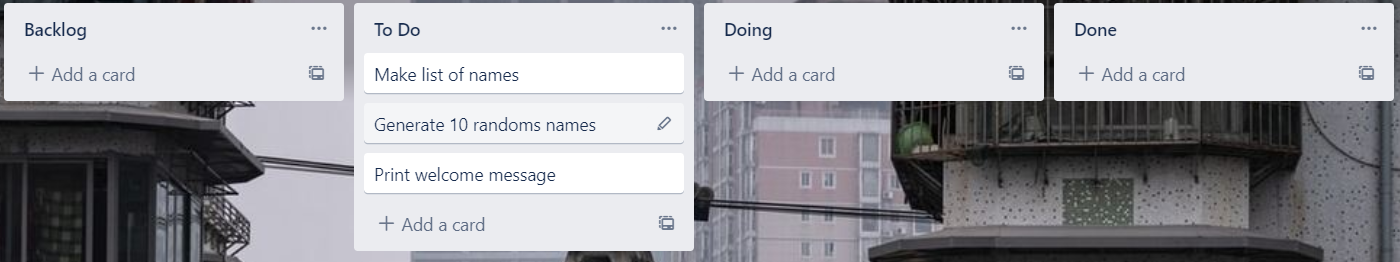 Backlog
Add a card
To Do
Make list of names
Generate 10 randoms names
Print welcome message
Add a card
Doing
Add a card
Done
Add a card